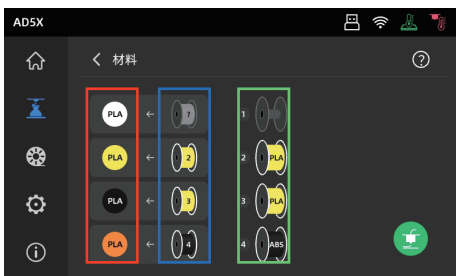 AD5X
材料
PLA ← ? 1
PLA ← 2 2 PLA
PLA ← 3 3 PLA
PLA ← 4 4 ABS